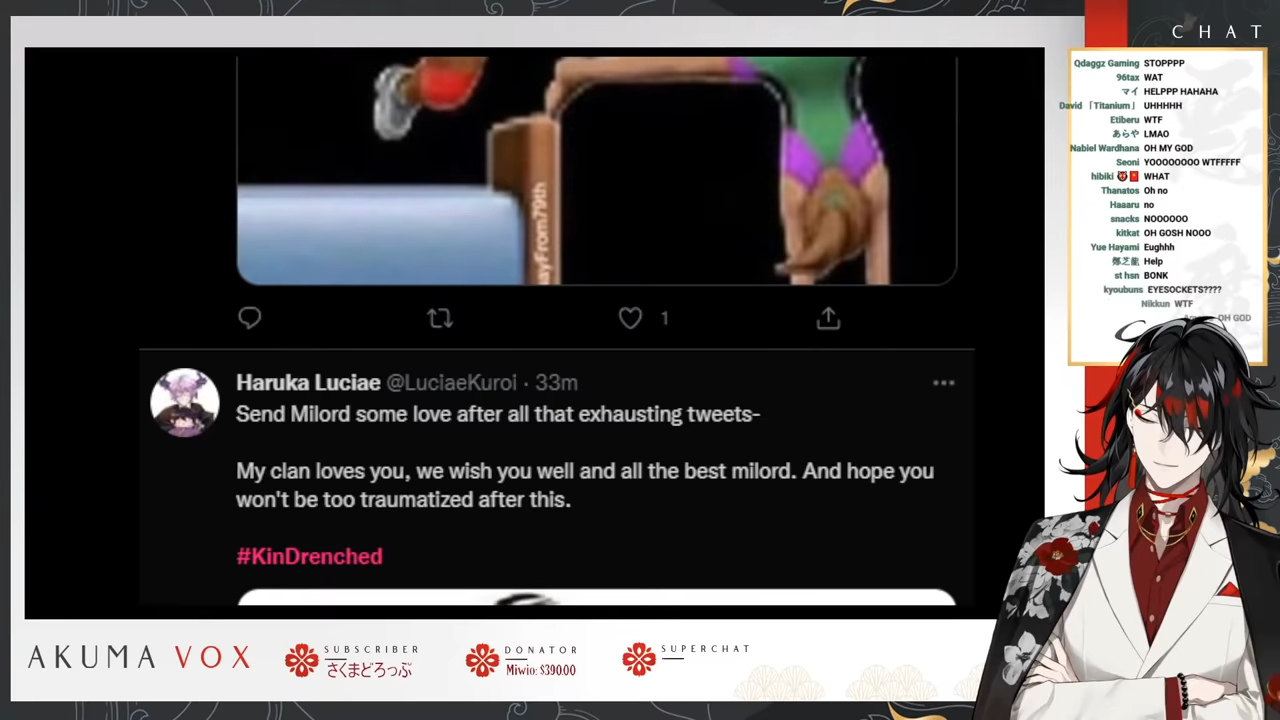 CHAT
Qdaggz Gaming STOPPPP
96tax WAT
マイ HELPPP HAHAHA
David 「Titanium」 UHHHHH
Etiberu WTF
あらや LMAO
Nabiel Wardhana OH MY GOD
Seoni YOOOOOOOO WTFFFFF
hibiki 👹🧧 WHAT
Thanatos Oh no
Haaaru no
snacks NOOOOOO
kitkat OH GOSH NOOO
Yue Hayami Eughhh
鄭芝龍 Help
st hsn BONK
kyoubuns EYESOCKETS????
Nikkun WTF
OH GOD
ayFrom79th
1
Haruka Luciae @LuciaeKuroi · 33m
Send Milord some love after all that exhausting tweets-
My clan loves you, we wish you well and all the best milord. And hope you
won't be too traumatized after this.
#KinDrenched
AKUMA VOX
SUBSCRIBER
さくまどろっぷ
DONATOR
Miwio: $390.00
SUPERCHAT